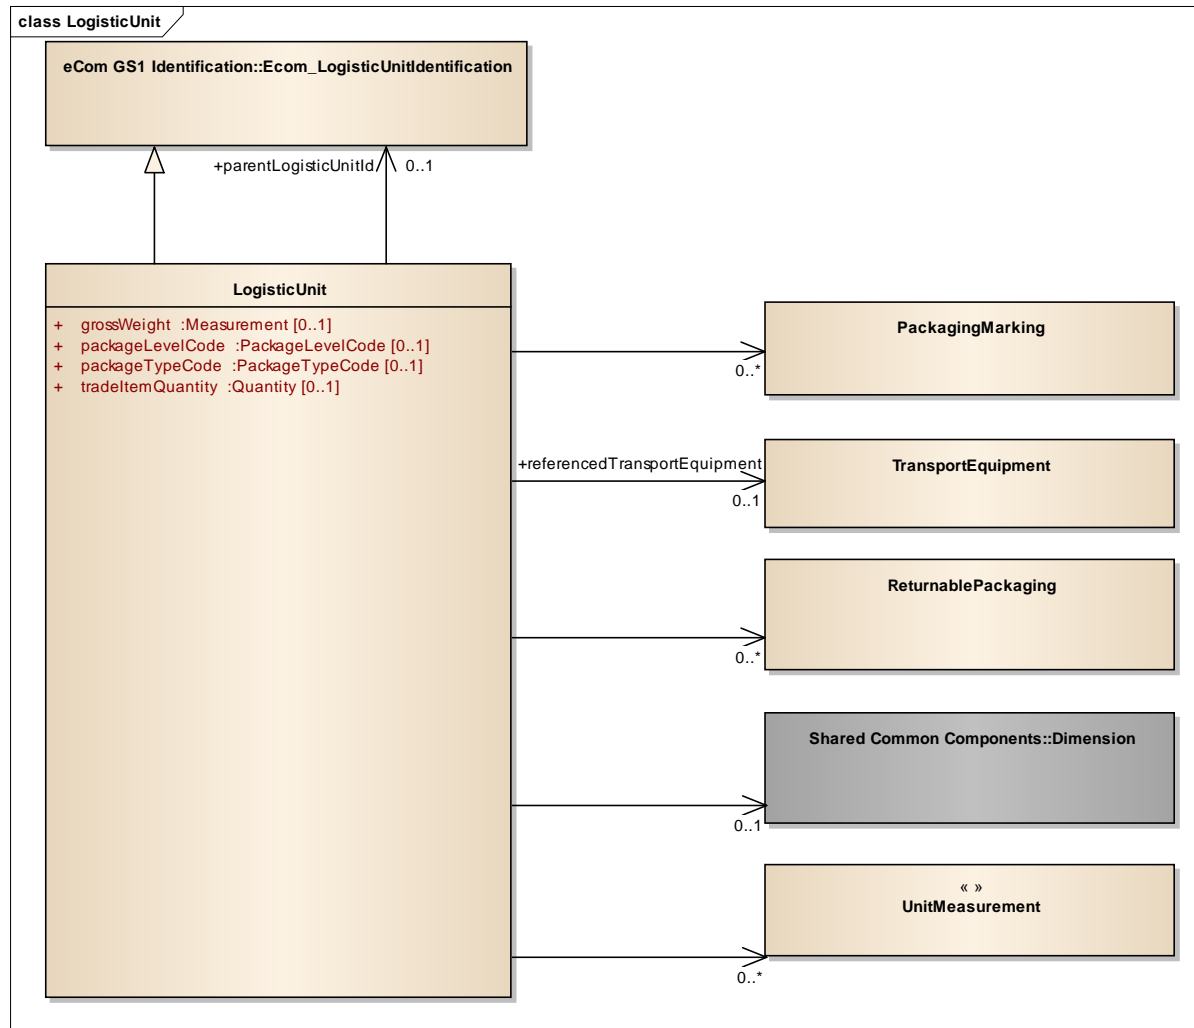 class LogisticUnit
eCom GS1 Identification::Ecom_LogisticUnitIdentification
+parentLogisticUnitId 0..1
LogisticUnit
+ grossWeight :Measurement [0..1]
+ packageLevelCode :PackageLevelCode [0..1]
+ packageTypeCode :PackageTypeCode [0..1]
+ tradeItemQuantity :Quantity [0..1]
PackagingMarking
0..*
+referencedTransportEquipment
TransportEquipment
0..1
ReturnablePackaging
0..*
Shared Common Components::Dimension
0..1
« »
UnitMeasurement
0..*